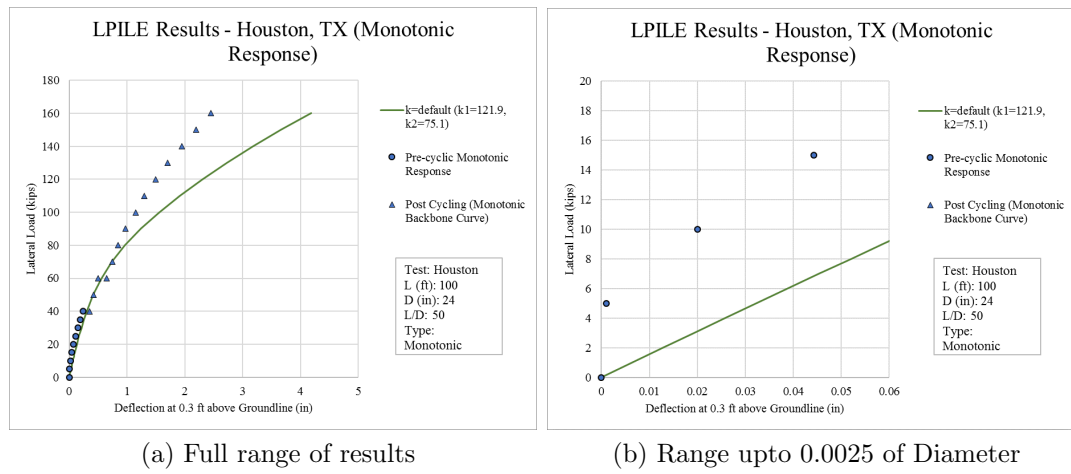 LPILE Results - Houston, TX (Monotonic
Response)
180
160
140
120
100
80
60
40
20
0
0 1 2 3 4 5
Lateral Load (kips)
Deflection at 0.3 ft above Groundline (in)
k=default (k1=121.9,
k2=75.1)
Pre-cyclic Monotonic
Response
Post Cycling (Monotonic
Backbone Curve)
Test: Houston
L (ft): 100
D (in): 24
L/D: 50
Type:
Monotonic
(a) Full range of results
LPILE Results - Houston, TX (Monotonic
Response)
20
18
16
14
12
10
8
6
4
2
0
0 0.01 0.02 0.03 0.04 0.05 0.06
Lateral Load (kips)
Deflection at 0.3 ft above Groundline (in)
k=default (k1=121.9,
k2=75.1)
Pre-cyclic Monotonic
Response
Post Cycling (Monotonic
Backbone Curve)
Test: Houston
L (ft): 100
D (in): 24
L/D: 50
Type:
Monotonic
(b) Range upto 0.0025 of Diameter